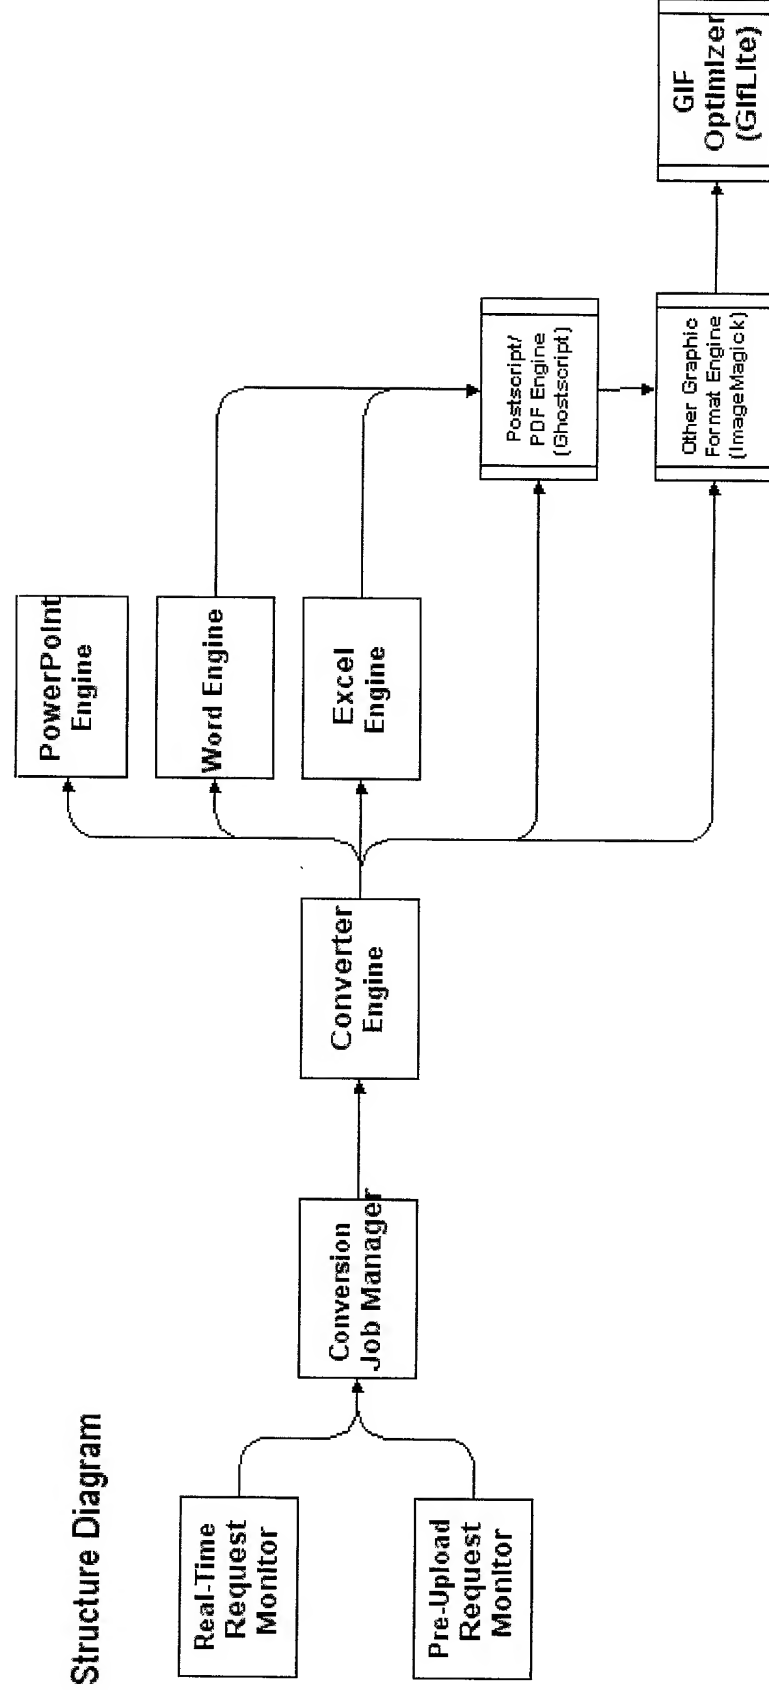 Structure Diagram
Real-Time
Request
Monitor
Pre-Upload
Request
Monitor
Conversion
Job Manager
Converter
Engine
PowerPoint
Engine
Word Engine
Excel
Engine
Postscript/
PDF Engine
(Ghostscript)
Other Graphic
Format Engine
(ImageMagick)
GIF
Optimizer
(GIfLite)